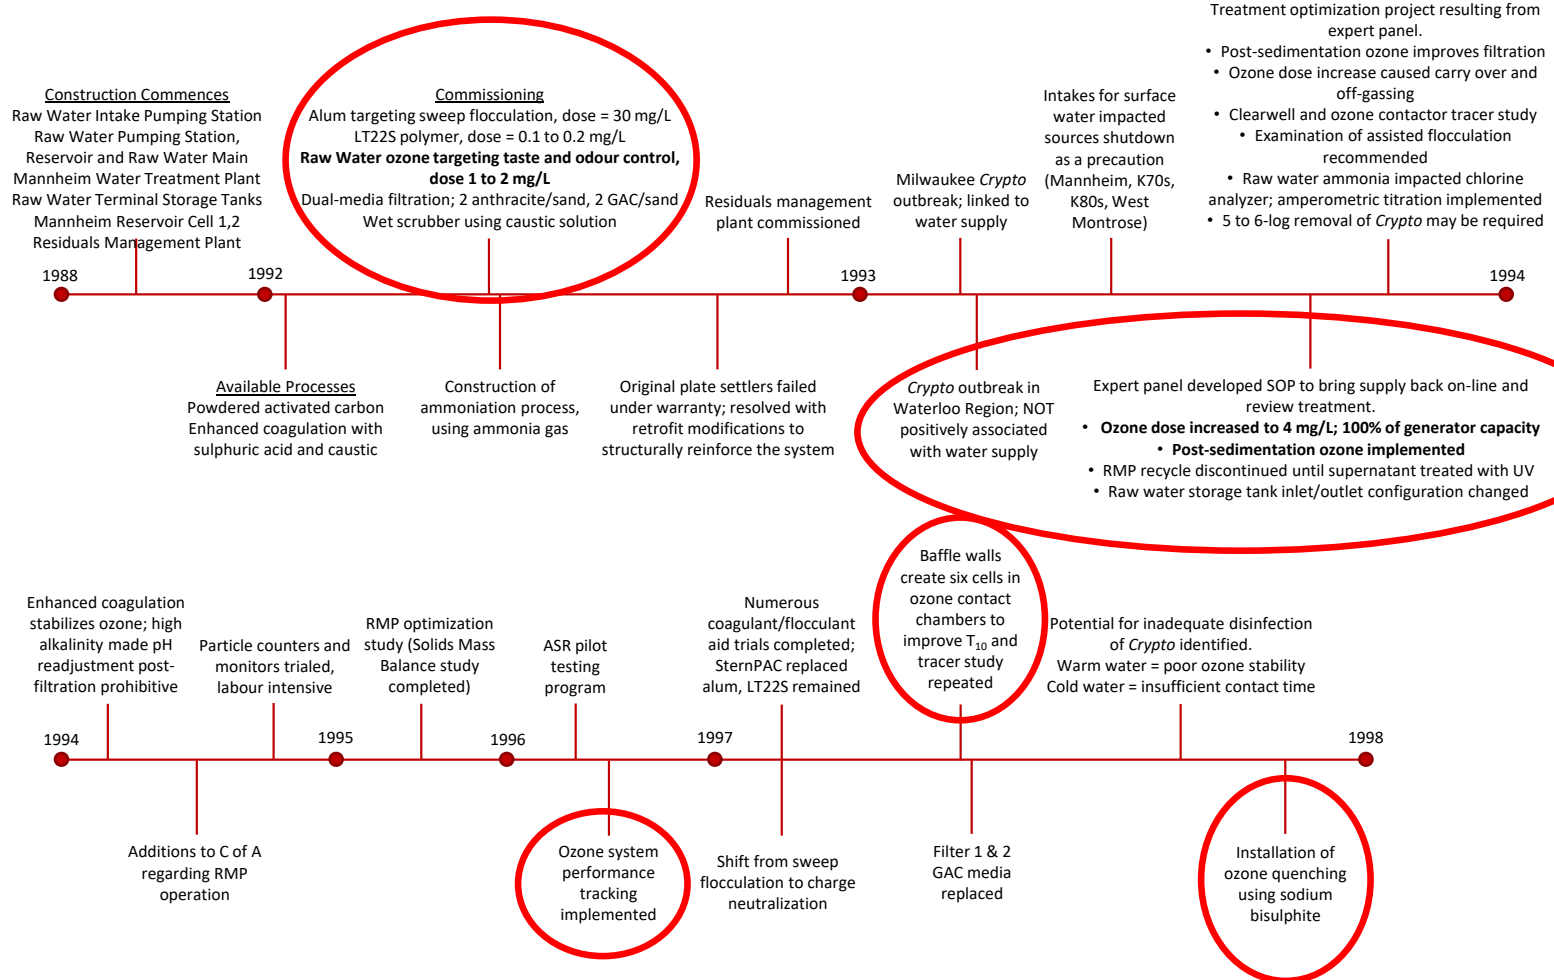 Construction Commences
Raw Water Intake Pumping Station
Raw Water Pumping Station,
Reservoir and Raw Water Main
Mannheim Water Treatment Plant
Raw Water Terminal Storage Tanks
Mannheim Reservoir Cell 1,2
Residuals Management Plant
Commissioning
Alum targeting sweep flocculation, dose = 30 mg/L
LT22S polymer, dose = 0.1 to 0.2 mg/L
Raw Water ozone targeting taste and odour control,
dose 1 to 2 mg/L
Dual-media filtration; 2 anthracite/sand, 2 GAC/sand
Wet scrubber using caustic solution
Residuals management
plant commissioned
Milwaukee Crypto
outbreak; linked to
water supply
Intakes for surface
water impacted
sources shutdown
as a precaution
(Mannheim, K70s,
K80s, West
Montrose)
Treatment optimization project resulting from
expert panel.
• Post-sedimentation ozone improves filtration
• Ozone dose increase caused carry over and
off-gassing
• Clearwell and ozone contactor tracer study
• Examination of assisted flocculation
recommended
• Raw water ammonia impacted chlorine
analyzer; amperometric titration implemented
• 5 to 6-log removal of Crypto may be required
1988
1992
1993
1994
Available Processes
Powdered activated carbon
Enhanced coagulation with
sulphuric acid and caustic
Construction of
ammoniation process,
using ammonia gas
Original plate settlers failed
under warranty; resolved with
retrofit modifications to
structurally reinforce the system
Crypto outbreak in
Waterloo Region; NOT
positively associated
with water supply
Expert panel developed SOP to bring supply back on-line and
review treatment.
• Ozone dose increased to 4 mg/L; 100% of generator capacity
• Post-sedimentation ozone implemented
• RMP recycle discontinued until supernatant treated with UV
• Raw water storage tank inlet/outlet configuration changed
Enhanced coagulation
stabilizes ozone; high
alkalinity made pH
readjustment post-
filtration prohibitive
Particle counters and
monitors trialed,
labour intensive
RMP optimization
study (Solids Mass
Balance study
completed)
ASR pilot
testing
program
Numerous
coagulant/flocculant
aid trials completed;
SternPAC replaced
alum, LT22S remained
Baffle walls
create six cells in
ozone contact
chambers to
improve T₁₀ and
tracer study
repeated
Potential for inadequate disinfection
of Crypto identified.
Warm water = poor ozone stability
Cold water = insufficient contact time
1994
1995
1996
1997
1998
Additions to C of A
regarding RMP
operation
Ozone system
performance
tracking
implemented
Shift from sweep
flocculation to charge
neutralization
Filter 1 & 2
GAC media
replaced
Installation of
ozone quenching
using sodium
bisulphite